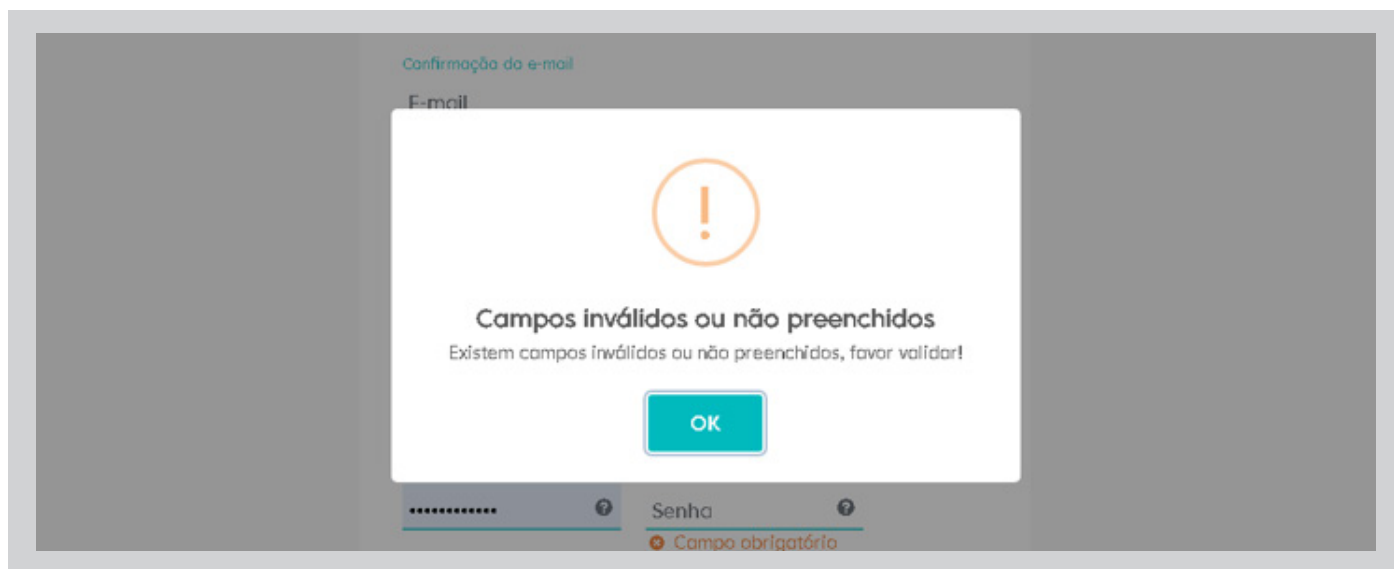 Confirmação do e-mail
E-mail
!
Campos inválidos ou não preenchidos
Existem campos inválidos ou não preenchidos, favor validar!
OK
•••••••••••• ? Senha ?
Campo obrigatório